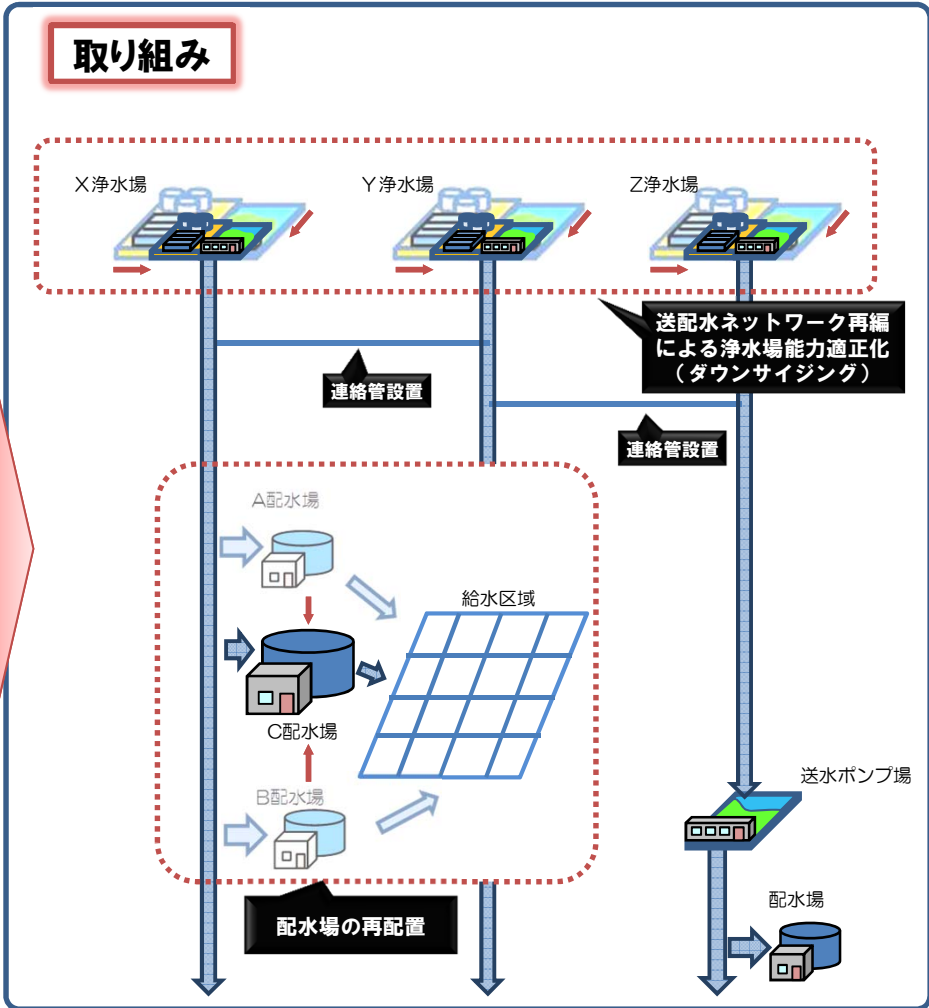 取り組み
X浄水場
Y浄水場
Z浄水場
送配水ネットワーク再編
による浄水場能力適正化
(ダウンサイジング)
連絡管設置
連絡管設置
A配水場
給水区域
C配水場
B配水場
送水ポンプ場
配水場
配水場の再配置